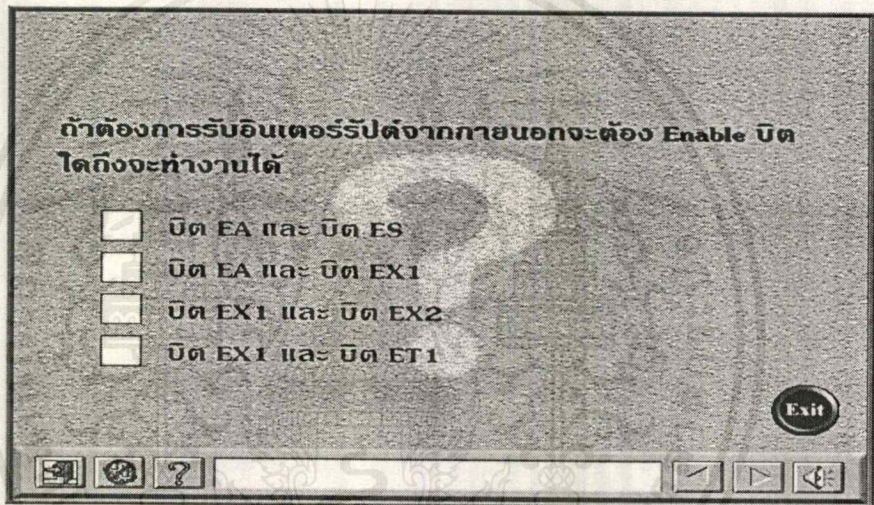 ถ้าต้องการรับอินเตอร์รัปต์จากภายนอกจะต้อง Enable บิต
ใดถึงจะทำงานได้
บิต EA และ บิต ES
บิต EA และ บิต EX1
บิต EX1 และ บิต EX2
บิต EX1 และ บิต ET1
Exit